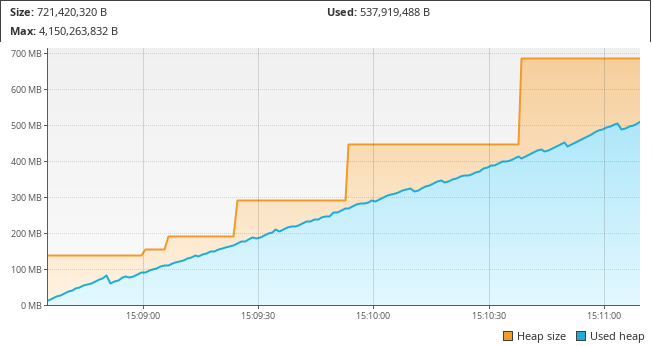 Size: 721,420,320 B Used: 537,919,488 B
Max: 4,150,263,832 B
700 MB
600 MB
500 MB
400 MB
300 MB
200 MB
100 MB
0 MB
15:09:00 15:09:30 15:10:00 15:10:30 15:11:00
Heap size Used heap